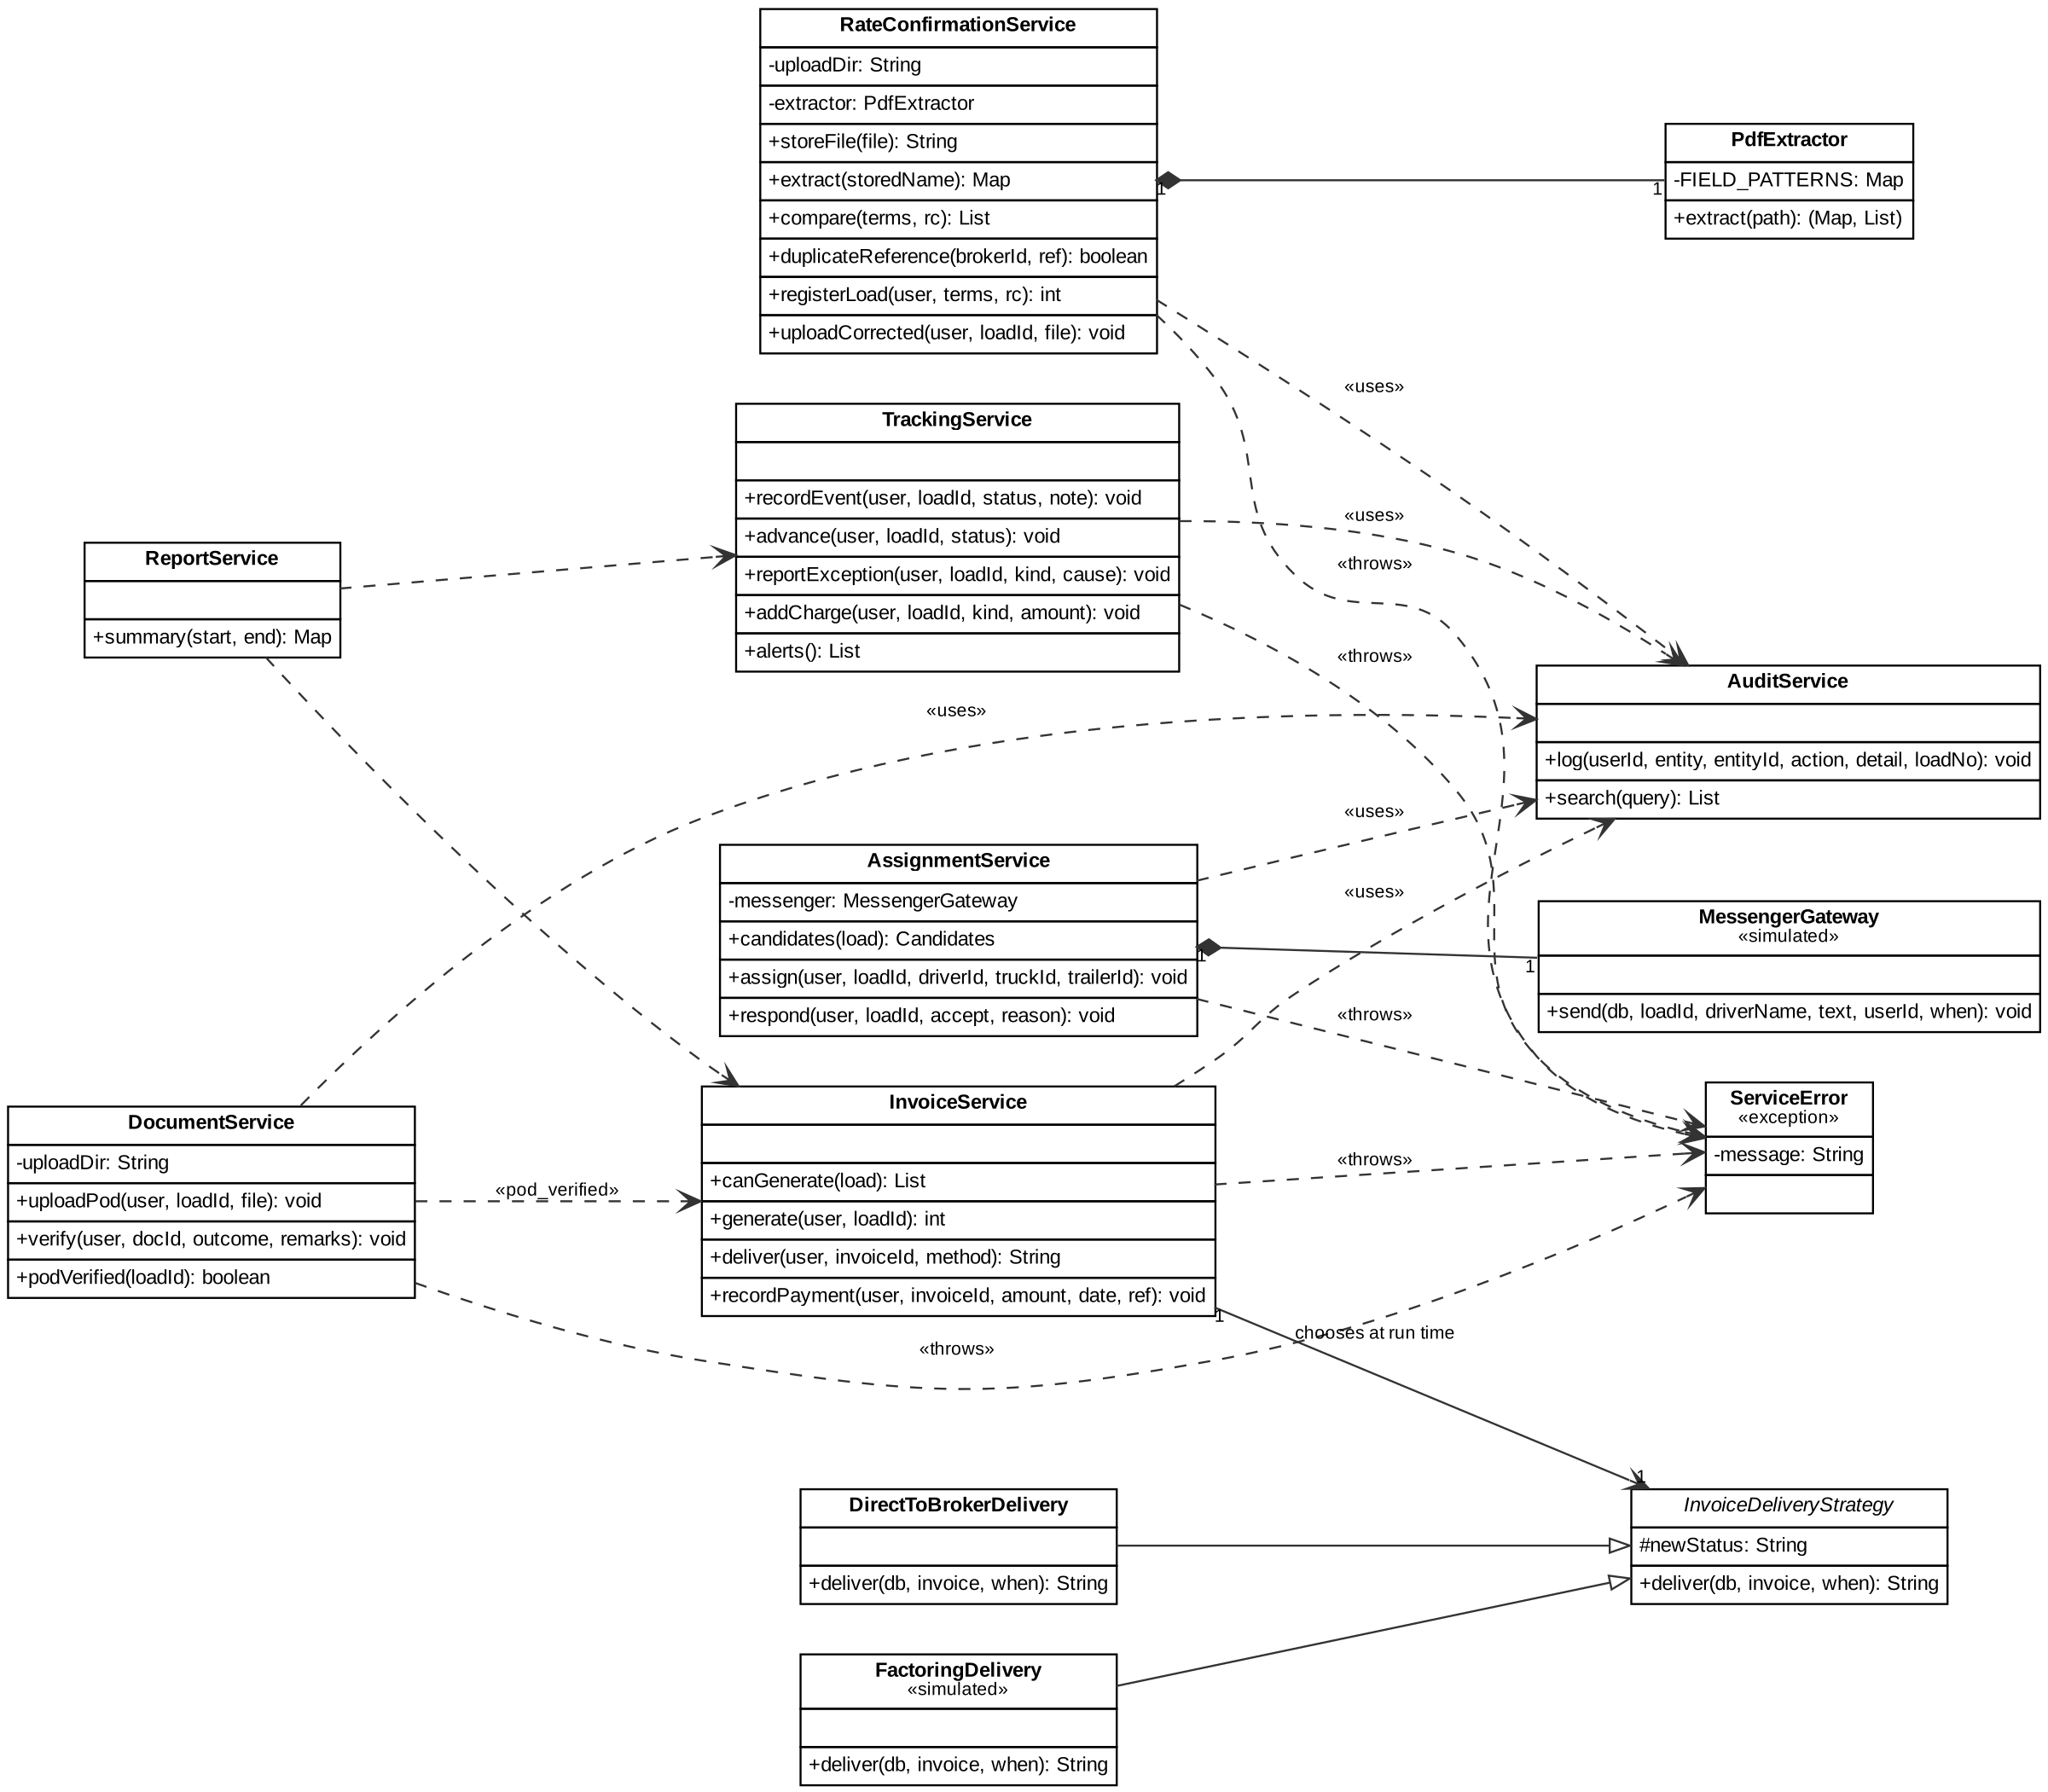 RateConfirmationService
-uploadDir: String
-extractor: PdfExtractor
+storeFile(file): String
+extract(storedName): Map
+compare(terms, rc): List
+duplicateReference(brokerId, ref): boolean
+registerLoad(user, terms, rc): int
+uploadCorrected(user, loadId, file): void
1
1
PdfExtractor
-FIELD_PATTERNS: Map
+extract(path): (Map, List)
«uses»
«throws»
TrackingService
+recordEvent(user, loadId, status, note): void
+advance(user, loadId, status): void
+reportException(user, loadId, kind, cause): void
+addCharge(user, loadId, kind, amount): void
+alerts(): List
«uses»
«throws»
ReportService
+summary(start, end): Map
AuditService
+log(userId, entity, entityId, action, detail, loadNo): void
+search(query): List
«uses»
AssignmentService
-messenger: MessengerGateway
+candidates(load): Candidates
+assign(user, loadId, driverId, truckId, trailerId): void
+respond(user, loadId, accept, reason): void
«uses»
«uses»
1
1
«throws»
MessengerGateway
«simulated»
+send(db, loadId, driverName, text, userId, when): void
DocumentService
-uploadDir: String
+uploadPod(user, loadId, file): void
+verify(user, docId, outcome, remarks): void
+podVerified(loadId): boolean
«pod_verified»
«throws»
InvoiceService
+canGenerate(load): List
+generate(user, loadId): int
+deliver(user, invoiceId, method): String
+recordPayment(user, invoiceId, amount, date, ref): void
«throws»
1
chooses at run time
1
ServiceError
«exception»
-message: String
DirectToBrokerDelivery
+deliver(db, invoice, when): String
InvoiceDeliveryStrategy
#newStatus: String
+deliver(db, invoice, when): String
FactoringDelivery
«simulated»
+deliver(db, invoice, when): String